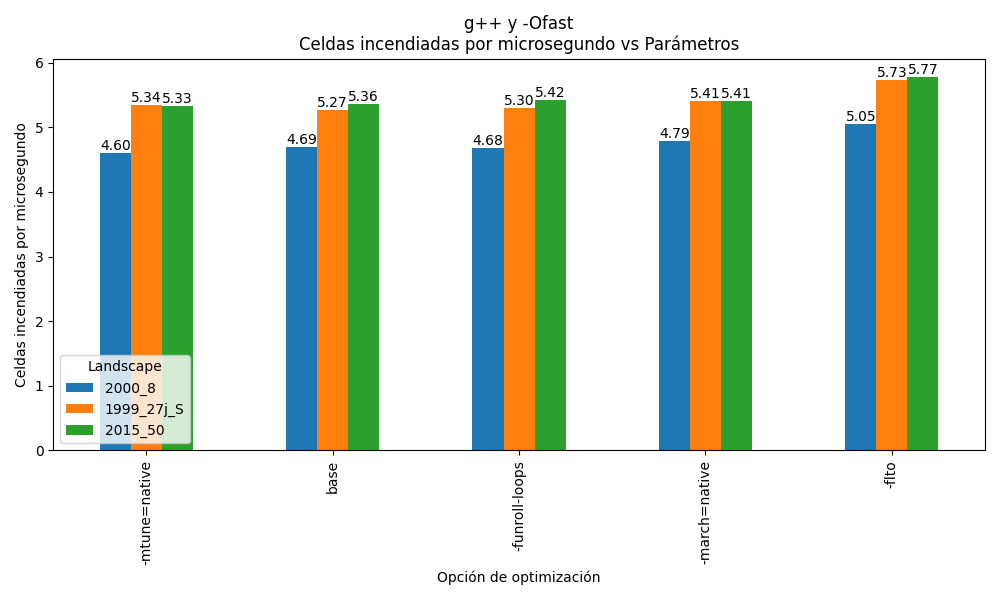 g++ y -Ofast
Celdas incendiadas por microsegundo vs Parámetros
Celdas incendiadas por microsegundo
6
5
4
3
2
1
0
4.60 5.34 5.33
4.69 5.27 5.36
4.68 5.30 5.42
4.79 5.41 5.41
5.05 5.73 5.77
Landscape
2000_8
1999_27j_S
2015_50
-mtune=native
base
-funroll-loops
-march=native
-flto
Opción de optimización